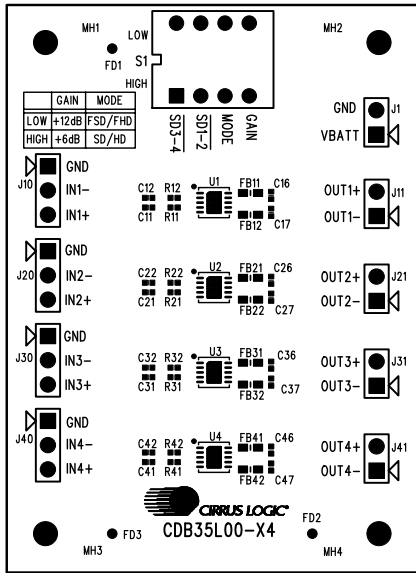 MH1
MH2
FD1
LOW
S1
HIGH
SD3-4
SD1-2
MODE
GAIN
GAIN MODE
LOW +12dB FSD/FHD
HIGH +6dB SD/HD
GND
J1
VBATT
J10
GND
IN1-
IN1+
C12 R12
C11 R11
U1
FB11
FB12
C16
C17
OUT1+
OUT1-
J11
J20
GND
IN2-
IN2+
C22 R22
C21 R21
U2
FB21
FB22
C26
C27
OUT2+
OUT2-
J21
J30
GND
IN3-
IN3+
C32 R32
C31 R31
U3
FB31
FB32
C36
C37
OUT3+
OUT3-
J31
J40
GND
IN4-
IN4+
C42 R42
C41 R41
U4
FB41
FB42
C46
C47
OUT4+
OUT4-
J41
CIRRUS LOGIC®
CDB35L00-X4
MH3
FD3
FD2
MH4